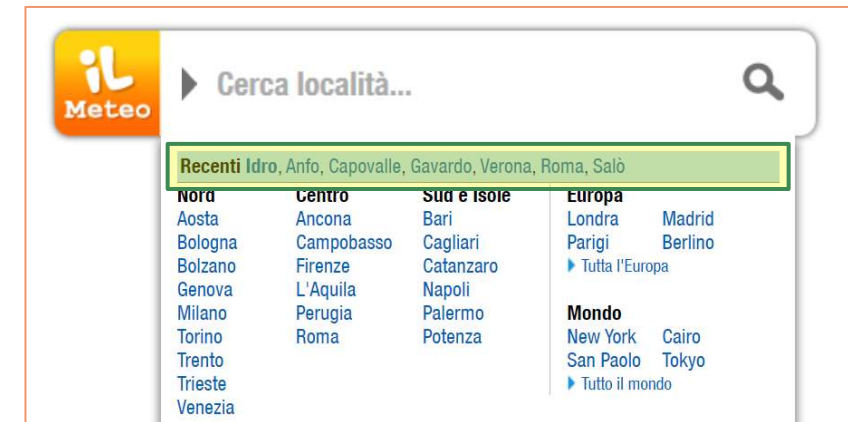 iL
Meteo
Cerca località...
Recenti Idro, Anfo, Capovalle, Gavardo, Verona, Roma, Salò
Nord
Aosta
Bologna
Bolzano
Genova
Milano
Torino
Trento
Trieste
Venezia
Centro
Ancona
Campobasso
Firenze
L'Aquila
Perugia
Roma
Sud e Isole
Bari
Cagliari
Catanzaro
Napoli
Palermo
Potenza
Europa
Londra Madrid
Parigi Berlino
Tutta l'Europa
Mondo
New York Cairo
San Paolo Tokyo
Tutto il mondo